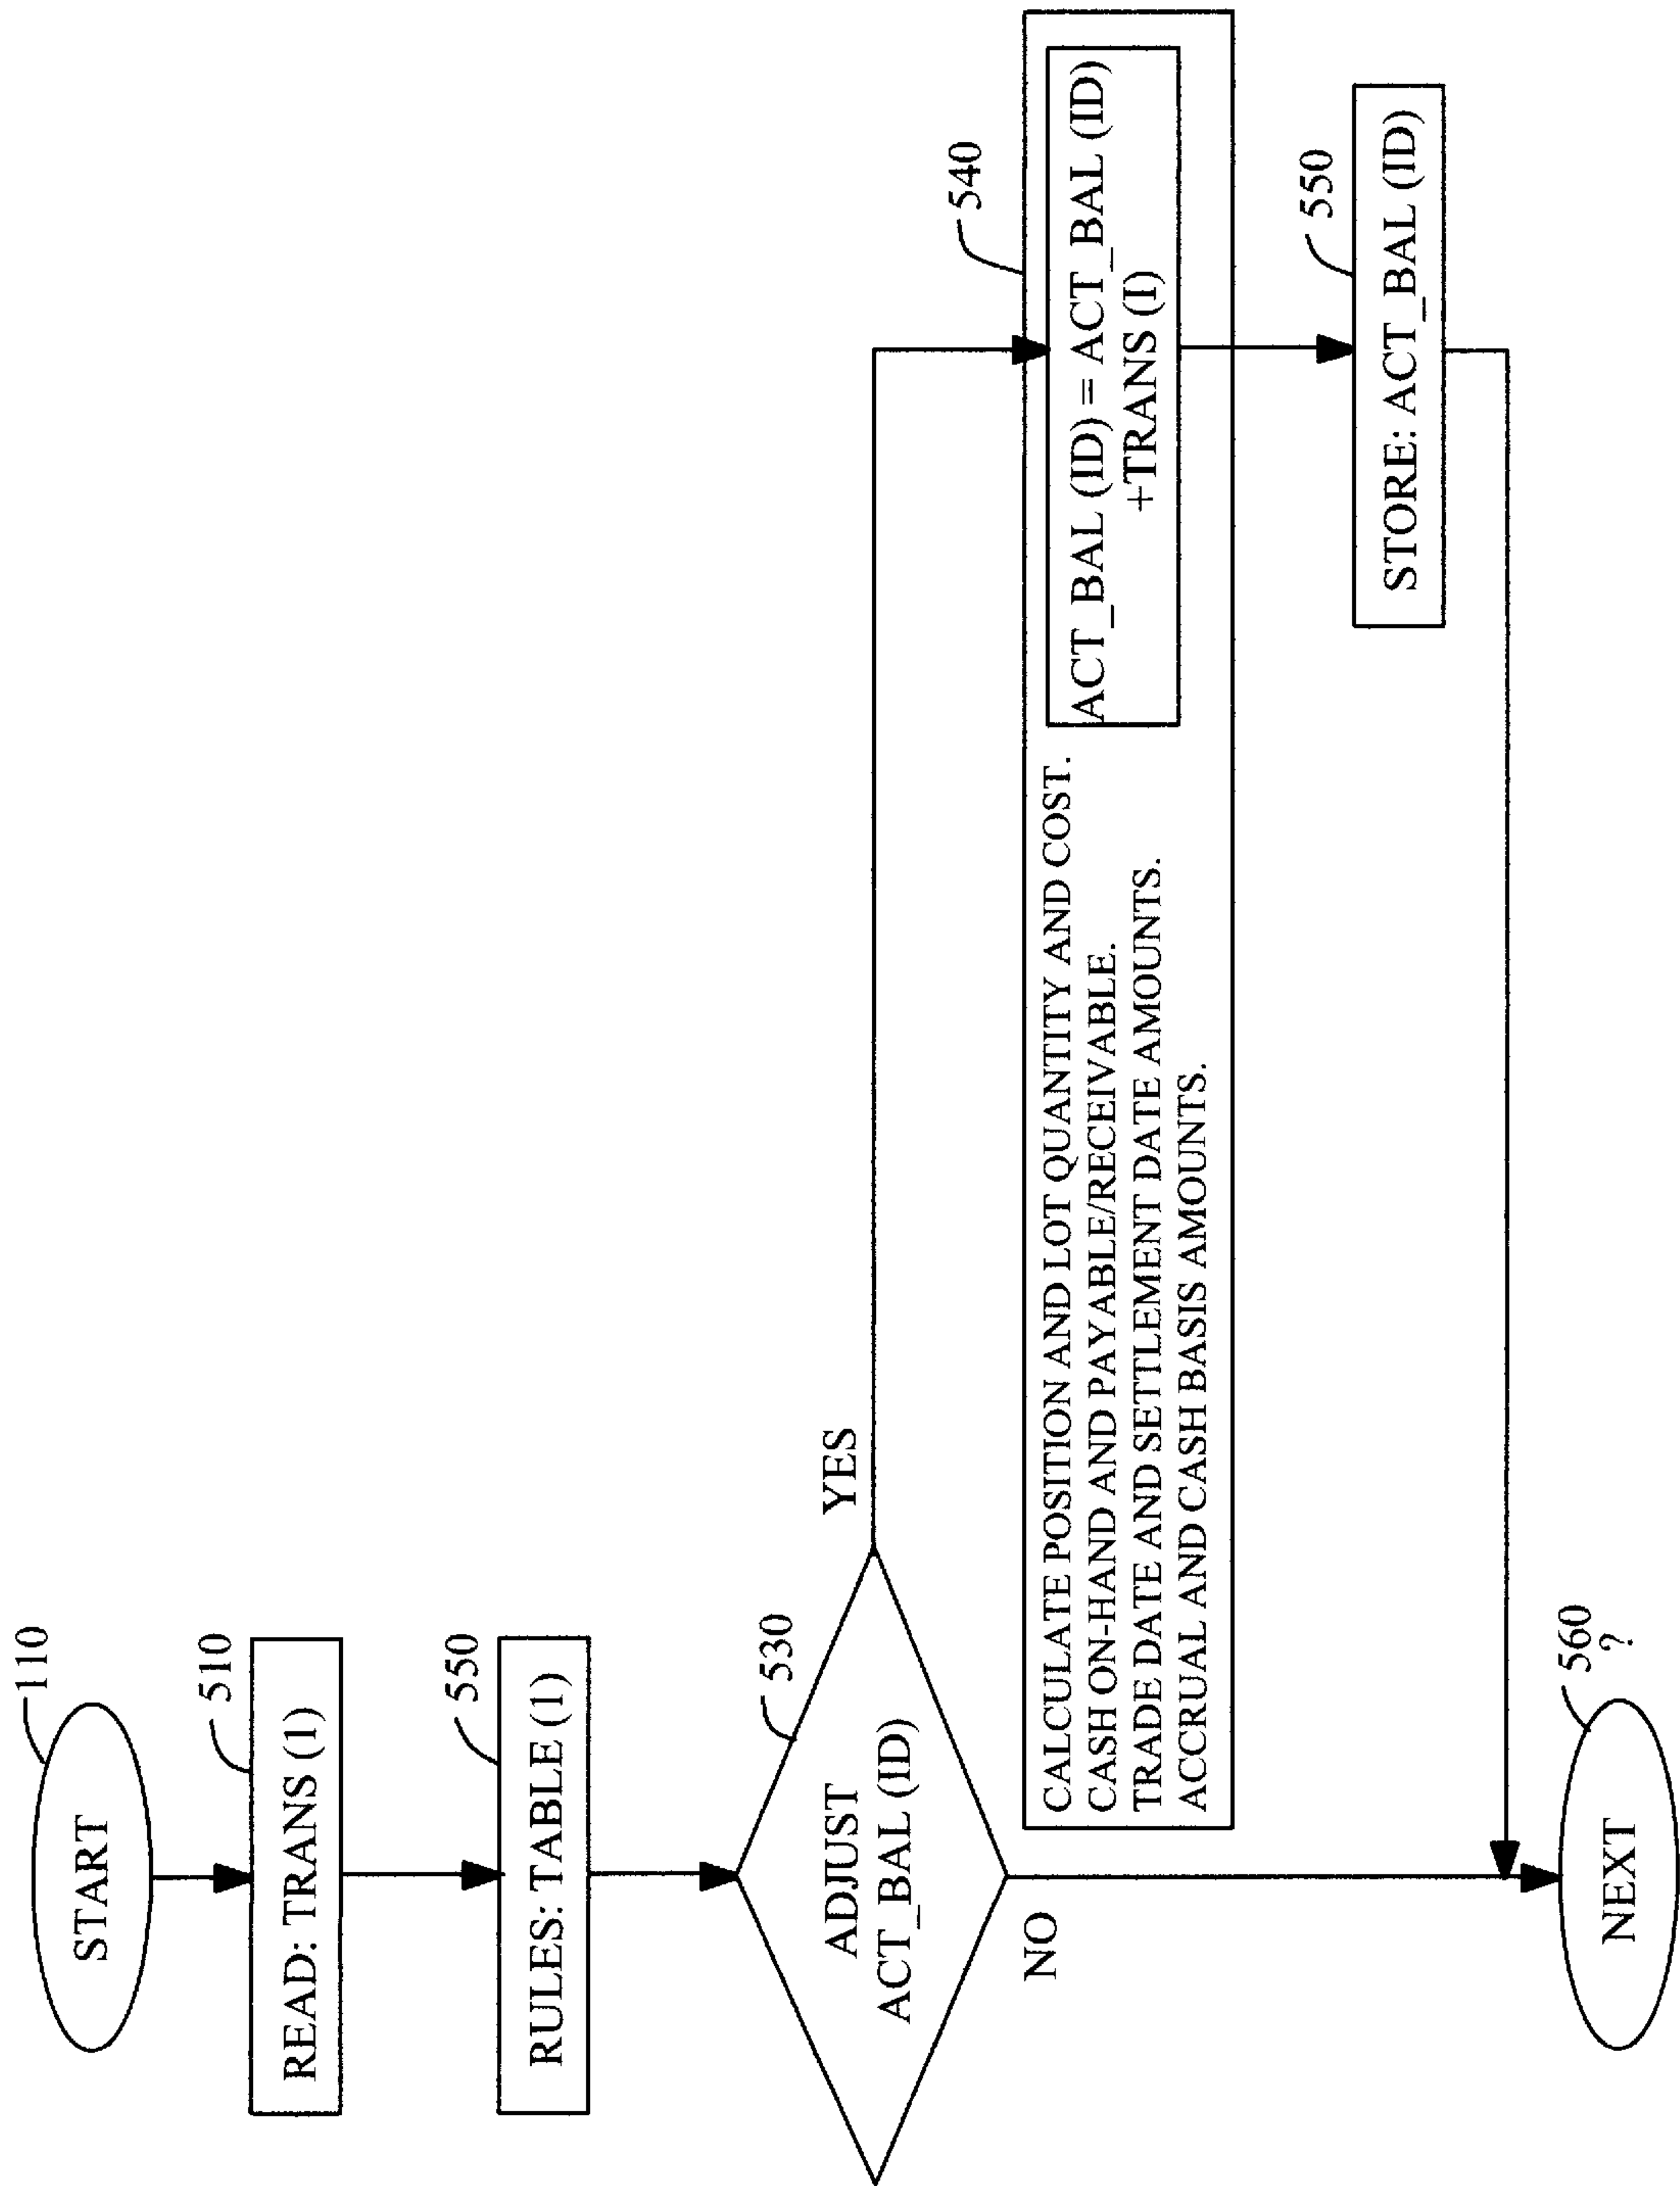 START
110
READ: TRANS (1)
510
RULES: TABLE (1)
550
ADJUST
ACT_BAL (ID)
530
YES
NO
540
CALCULATE POSITION AND LOT QUANTITY AND COST.
CASH ON-HAND AND PAYABLE/RECEIVABLE.
TRADE DATE AND SETTLEMENT DATE AMOUNTS.
ACCRUAL AND CASH BASIS AMOUNTS.
ACT_BAL (ID) = ACT_BAL (ID)
+TRANS (I)
550
STORE: ACT_BAL (ID)
NEXT
560
?